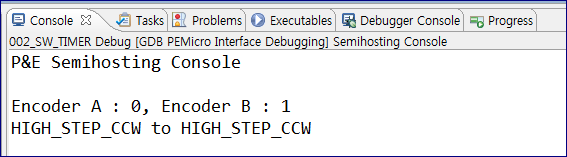 Console Tasks Problems Executables Debugger Console Progress
002_SW_TIMER Debug [GDB PEMicro Interface Debugging] Semihosting Console
P&E Semihosting Console
Encoder A : 0, Encoder B : 1
HIGH_STEP_CCW to HIGH_STEP_CCW